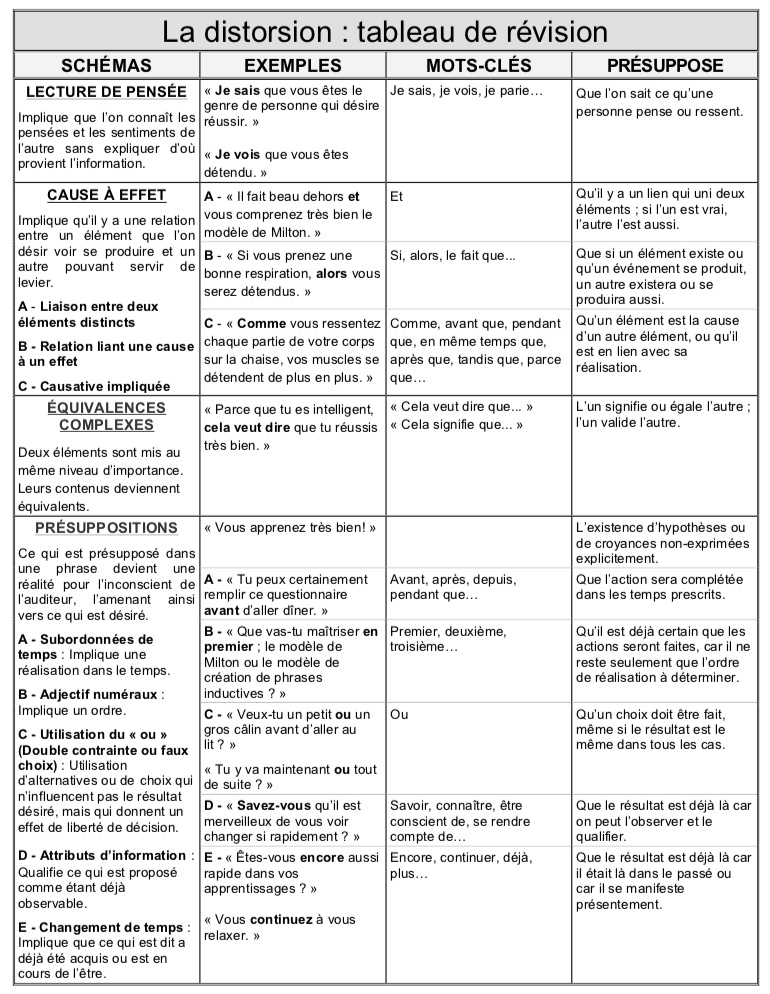 La distorsion : tableau de révision
SCHÉMAS
EXEMPLES
MOTS-CLÉS
PRÉSUPPOSE
LECTURE DE PENSÉE
Implique que l’on connaît les
pensées et les sentiments de
l’autre sans expliquer d’où
provient l’information.
« Je sais que vous êtes le
genre de personne qui désire
réussir. »
« Je vois que vous êtes
détendu. »
Je sais, je vois, je parie…
Que l’on sait ce qu’une
personne pense ou ressent.
CAUSE À EFFET
Implique qu’il y a une relation
entre un élément que l’on
désir voir se produire et un
autre pouvant servir de
levier.
A - Liaison entre deux
éléments distincts
B - Relation liant une cause
à un effet
C - Causative impliquée
A - « Il fait beau dehors et
vous comprenez très bien le
modèle de Milton. »
Et
Qu’il y a un lien qui uni deux
éléments ; si l’un est vrai,
l’autre l’est aussi.
B - « Si vous prenez une
bonne respiration, alors vous
serez détendus. »
Si, alors, le fait que...
Que si un élément existe ou
qu’un événement se produit,
un autre existera ou se
produira aussi.
C - « Comme vous ressentez
chaque partie de votre corps
sur la chaise, vos muscles se
détendent de plus en plus. »
Comme, avant que, pendant
que, en même temps que,
après que, tandis que, parce
que…
Qu’un élément est la cause
d’un autre élément, ou qu’il
est en lien avec sa
réalisation.
ÉQUIVALENCES
COMPLEXES
Deux éléments sont mis au
même niveau d’importance.
Leurs contenus deviennent
équivalents.
« Parce que tu es intelligent,
cela veut dire que tu réussis
très bien. »
« Cela veut dire que... »
« Cela signifie que... »
L’un signifie ou égale l’autre ;
l’un valide l’autre.
PRÉSUPPOSITIONS
Ce qui est présupposé dans
une phrase devient une
réalité pour l’inconscient de
l’auditeur, l’amenant ainsi
vers ce qui est désiré.
A - Subordonnées de
temps : Implique une
réalisation dans le temps.
B - Adjectif numéraux :
Implique un ordre.
C - Utilisation du « ou »
(Double contrainte ou faux
choix) : Utilisation
d’alternatives ou de choix qui
n’influencent pas le résultat
désiré, mais qui donnent un
effet de liberté de décision.
D - Attributs d’information :
Qualifie ce qui est proposé
comme étant déjà
observable.
E - Changement de temps :
Implique que ce qui est dit a
déjà été acquis ou est en
cours de l’être.
« Vous apprenez très bien! »
L’existence d’hypothèses ou
de croyances non-exprimées
explicitement.
A - « Tu peux certainement
remplir ce questionnaire
avant d’aller dîner. »
Avant, après, depuis,
pendant que…
Que l’action sera complétée
dans les temps prescrits.
B - « Que vas-tu maîtriser en
premier ; le modèle de
Milton ou le modèle de
création de phrases
inductives ? »
Premier, deuxième,
troisième…
Qu’il est déjà certain que les
actions seront faites, car il ne
reste seulement que l’ordre
de réalisation à déterminer.
C - « Veux-tu un petit ou un
gros câlin avant d’aller au
lit ? »
« Tu y va maintenant ou tout
de suite ? »
Ou
Qu’un choix doit être fait,
même si le résultat est le
même dans tous les cas.
D - « Savez-vous qu’il est
merveilleux de vous voir
changer si rapidement ? »
Savoir, connaître, être
conscient de, se rendre
compte de…
Que le résultat est déjà là car
on peut l’observer et le
qualifier.
E - « Êtes-vous encore aussi
rapide dans vos
apprentissages ? »
« Vous continuez à vous
relaxer. »
Encore, continuer, déjà,
plus…
Que le résultat est déjà là car
il était là dans le passé ou
car il se manifeste
présentement.